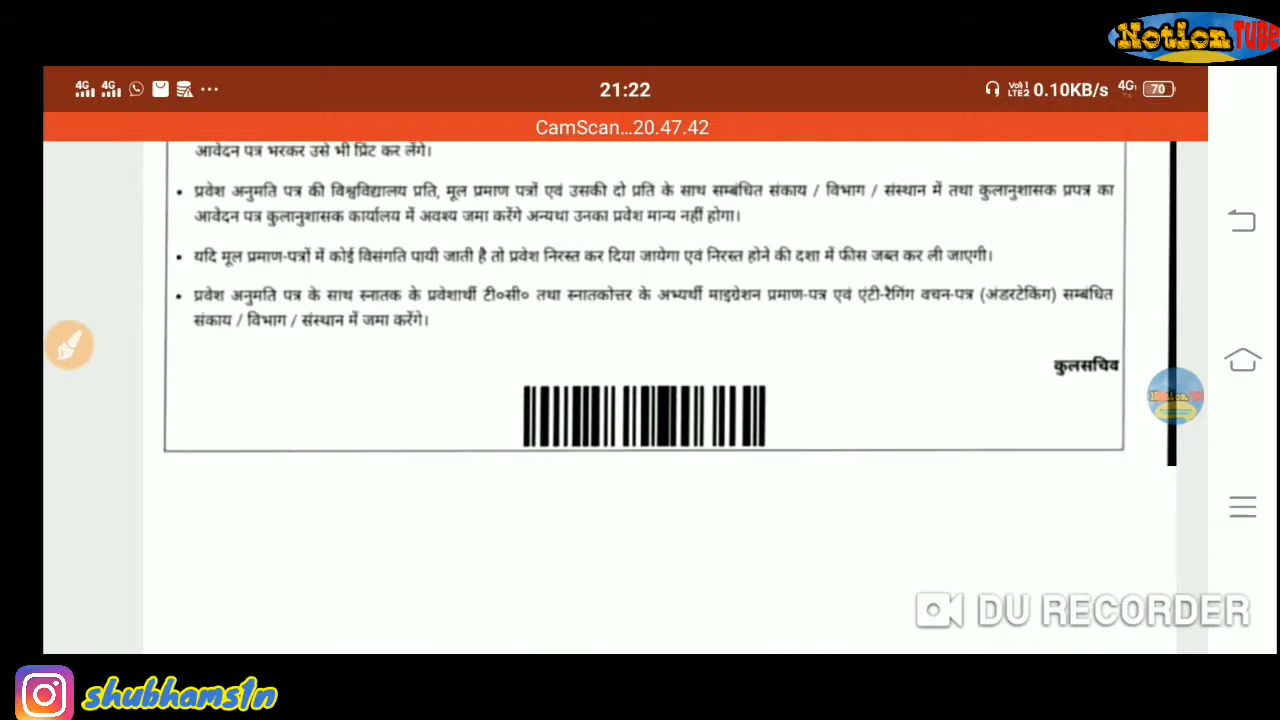 NotIonTUBE
21:22
0.10KB/s
4G
70
CamScan...20.47.42
आवेदन पत्र भरकर उसे भी प्रिंट कर लेंगे।
• प्रवेश अनुमति पत्र की विश्वविद्यालय प्रति, मूल प्रमाण पत्रों एवं उसकी दो प्रति के साथ सम्बंधित संकाय / विभाग / संस्थान में तथा कुलानुशासक प्रपत्र का
आवेदन पत्र कुलानुशासक कार्यालय में अवश्य जमा करेंगे अन्यथा उनका प्रवेश मान्य नहीं होगा।
• यदि मूल प्रमाण-पत्रों में कोई विसंगति पायी जाती है तो प्रवेश निरस्त कर दिया जायेगा एवं निरस्त होने की दशा में फीस जब्त कर ली जाएगी।
• प्रवेश अनुमति पत्र के साथ स्नातक के प्रवेशार्थी टी०सी० तथा स्नातकोत्तर के अभ्यर्थी माइग्रेशन प्रमाण-पत्र एवं एंटी-रैगिंग वचन-पत्र (अंडरटेकिंग) सम्बंधित
संकाय / विभाग / संस्थान में जमा करेंगे।
कुलसचिव
DU RECORDER
shubhams1n